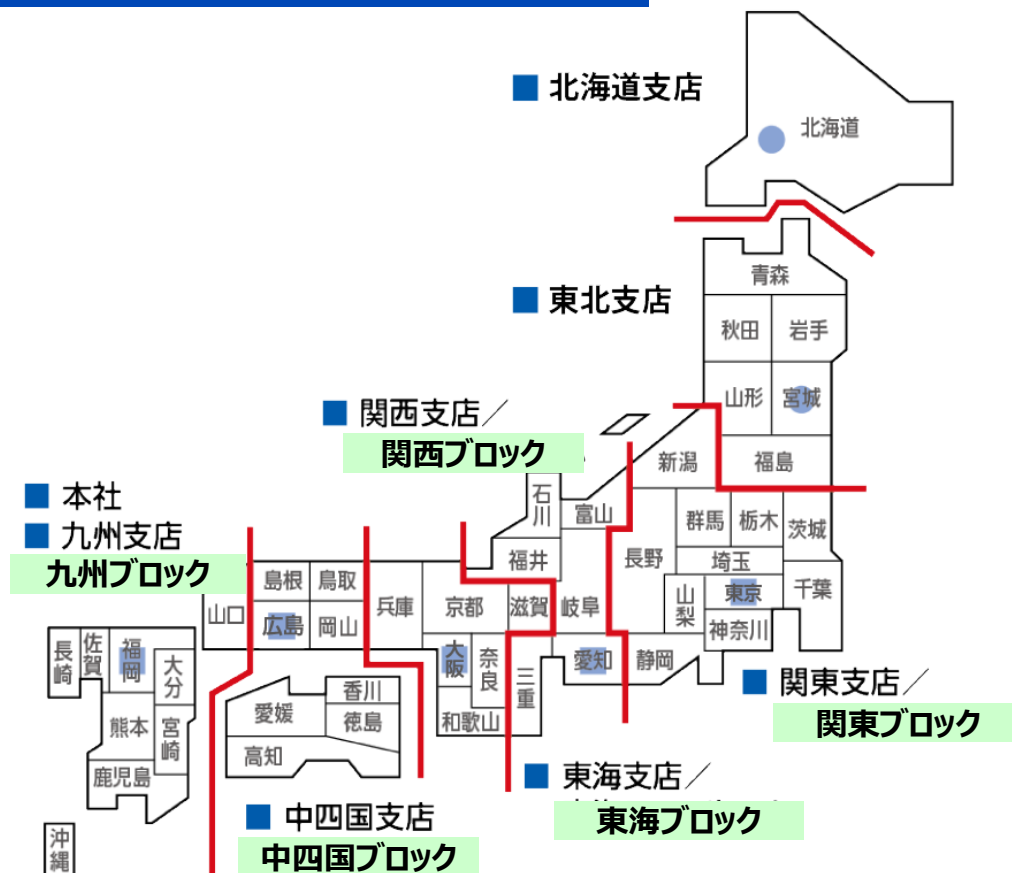 ■ 北海道支店
北海道
■ 東北支店
青森
秋田
岩手
山形
宮城
福島
■ 関西支店／
関西ブロック
■ 本社
■ 九州支店
九州ブロック
新潟
石川
富山
群馬
栃木
茨城
福井
長野
埼玉
島根
鳥取
兵庫
京都
滋賀
岐阜
山梨
東京
千葉
山口
広島
岡山
神奈川
長崎
佐賀
福岡
大分
大阪
奈良
三重
愛知
静岡
■ 関東支店／
関東ブロック
香川
愛媛
徳島
和歌山
熊本
宮崎
高知
鹿児島
■ 東海支店／
東海ブロック
■ 中四国支店
中四国ブロック
沖縄